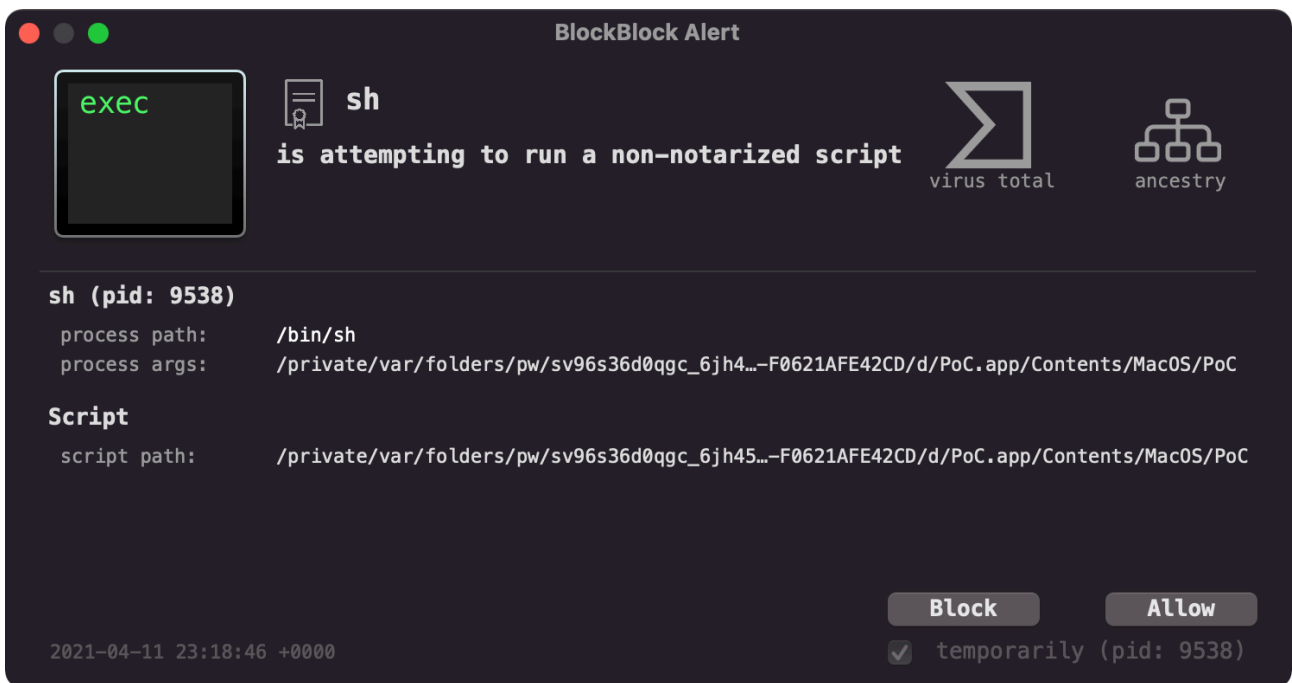 BlockBlock Alert
exec
sh
is attempting to run a non-notarized script
virus total
ancestry
sh (pid: 9538)
process path: /bin/sh
process args: /private/var/folders/pw/sv96s36d0qgc_6jh4…-F0621AFE42CD/d/PoC.app/Contents/MacOS/PoC
Script
script path: /private/var/folders/pw/sv96s36d0qgc_6jh45…-F0621AFE42CD/d/PoC.app/Contents/MacOS/PoC
Block
Allow
2021-04-11 23:18:46 +0000
temporarily (pid: 9538)